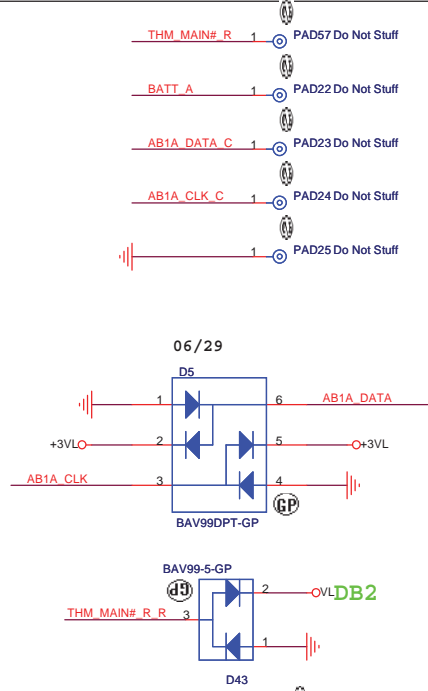 THM_MAIN#_R 1 PAD57 Do Not Stuff
BATT_A 1 PAD22 Do Not Stuff
AB1A_DATA_C 1 PAD23 Do Not Stuff
AB1A_CLK_C 1 PAD24 Do Not Stuff
1 PAD25 Do Not Stuff
06/29
D5
1 6 AB1A_DATA
+3VL 2 5 +3VL
AB1A_CLK 3 4
GP
BAV99DPT-GP
BAV99-5-GP
GP
2 VL DB2
THM_MAIN#_R_R 3
1
D43